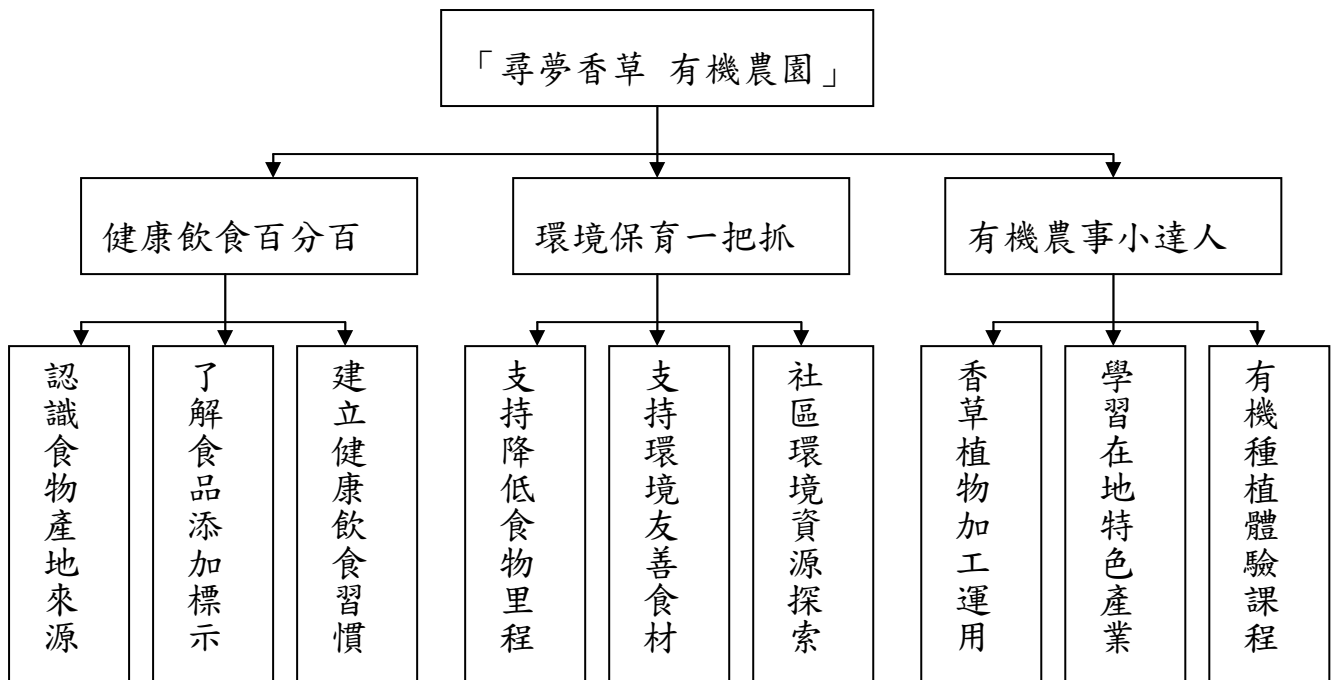 「尋夢香草 有機農園」
健康飲食百分百
環境保育一把抓
有機農事小達人
認識食物產地來源
了解食品添加標示
建立健康飲食習慣
支持降低食物里程
支持環境友善食材
社區環境資源探索
香草植物加工運用
學習在地特色產業
有機種植體驗課程